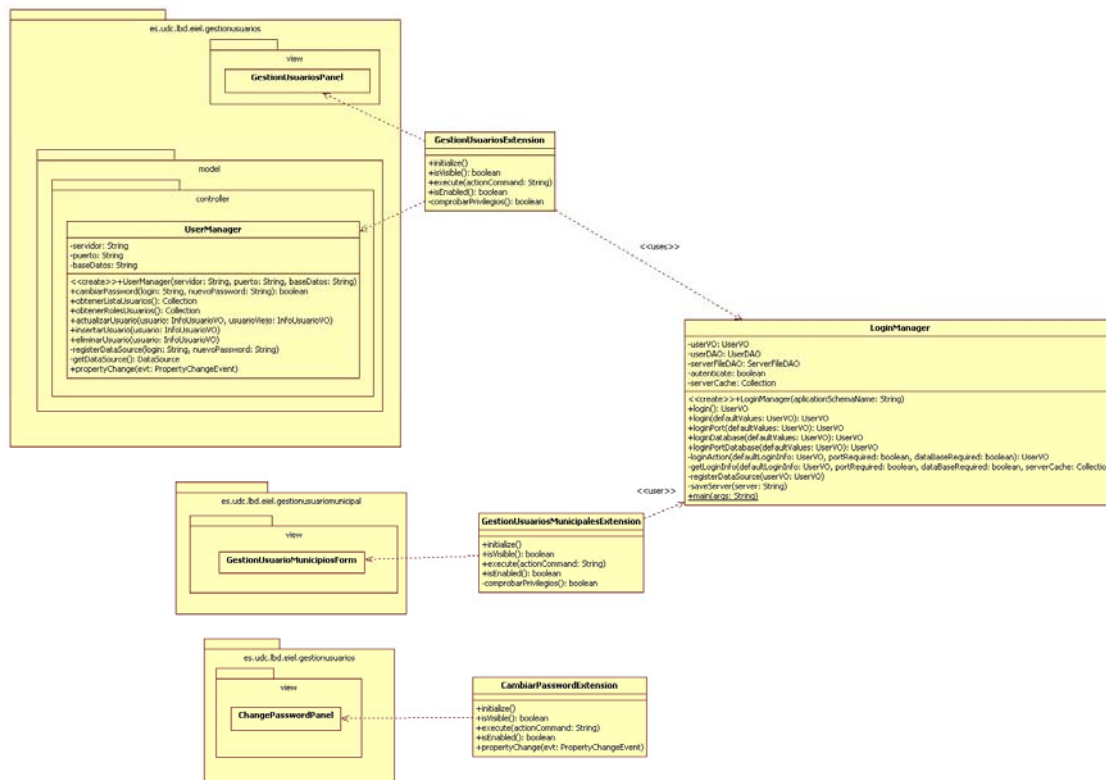 es.udc.lbd.eiel.gestionusuarios
view
GestionUsuariosPanel
GestionUsuariosExtension
+initialize()
+isVisible(): boolean
+execute(actionCommand: String)
+isEnabled(): boolean
-comprobarPrivilegios(): boolean
model
controller
UserManager
-servidor: String
-puerto: String
-baseDatos: String
<<create>>+UserManager(servidor: String, puerto: String, baseDatos: String)
+cambiarPassword(login: String, nuevoPassword: String): boolean
+obtenerListaUsuarios(): Collection
+obtenerRolesUsuarios(): Collection
+actualizarUsuario(usuario: InfoUsuarioVO, usuarioViejo: InfoUsuarioVO)
+insertarUsuario(usuario: InfoUsuarioVO)
+eliminarUsuario(usuario: InfoUsuarioVO)
-registerDataSource(login: String, nuevoPassword: String)
-getDataSource(): DataSource
+propertyChange(evt: PropertyChangeEvent)
<<uses>>
LoginManager
-userVO: UserVO
-userDAO: UserDAO
-serverFileDAO: ServerFileDAO
-autenticate: boolean
-serverCache: Collection
<<create>>+LoginManager(aplicationSchemaName: String)
+login(): UserVO
+login(defaultValues: UserVO): UserVO
+loginPort(defaultValues: UserVO): UserVO
+loginDatabase(defaultValues: UserVO): UserVO
+loginPortDatabase(defaultValues: UserVO): UserVO
-loginAction(defaultLoginInfo: UserVO, portRequired: boolean, dataBaseRequired: boolean): UserVO
-getLoginInfo(defaultLoginInfo: UserVO, portRequired: boolean, dataBaseRequired: boolean, serverCache: Collection
-registerDataSource(userVO: UserVO)
-saveServer(server: String)
+main(args: String)
<<user>>
es.udc.lbd.eiel.gestionusuariomunicipal
view
GestionUsuarioMunicipiosForm
GestionUsuariosMunicipalesExtension
+initialize()
+isVisible(): boolean
+execute(actionCommand: String)
+isEnabled(): boolean
-comprobarPrivilegios(): boolean
es.udc.lbd.eiel.gestionusuarios
view
ChangePasswordPanel
CambiarPasswordExtension
+initialize()
+isVisible(): boolean
+execute(actionCommand: String)
+isEnabled(): boolean
+propertyChange(evt: PropertyChangeEvent)